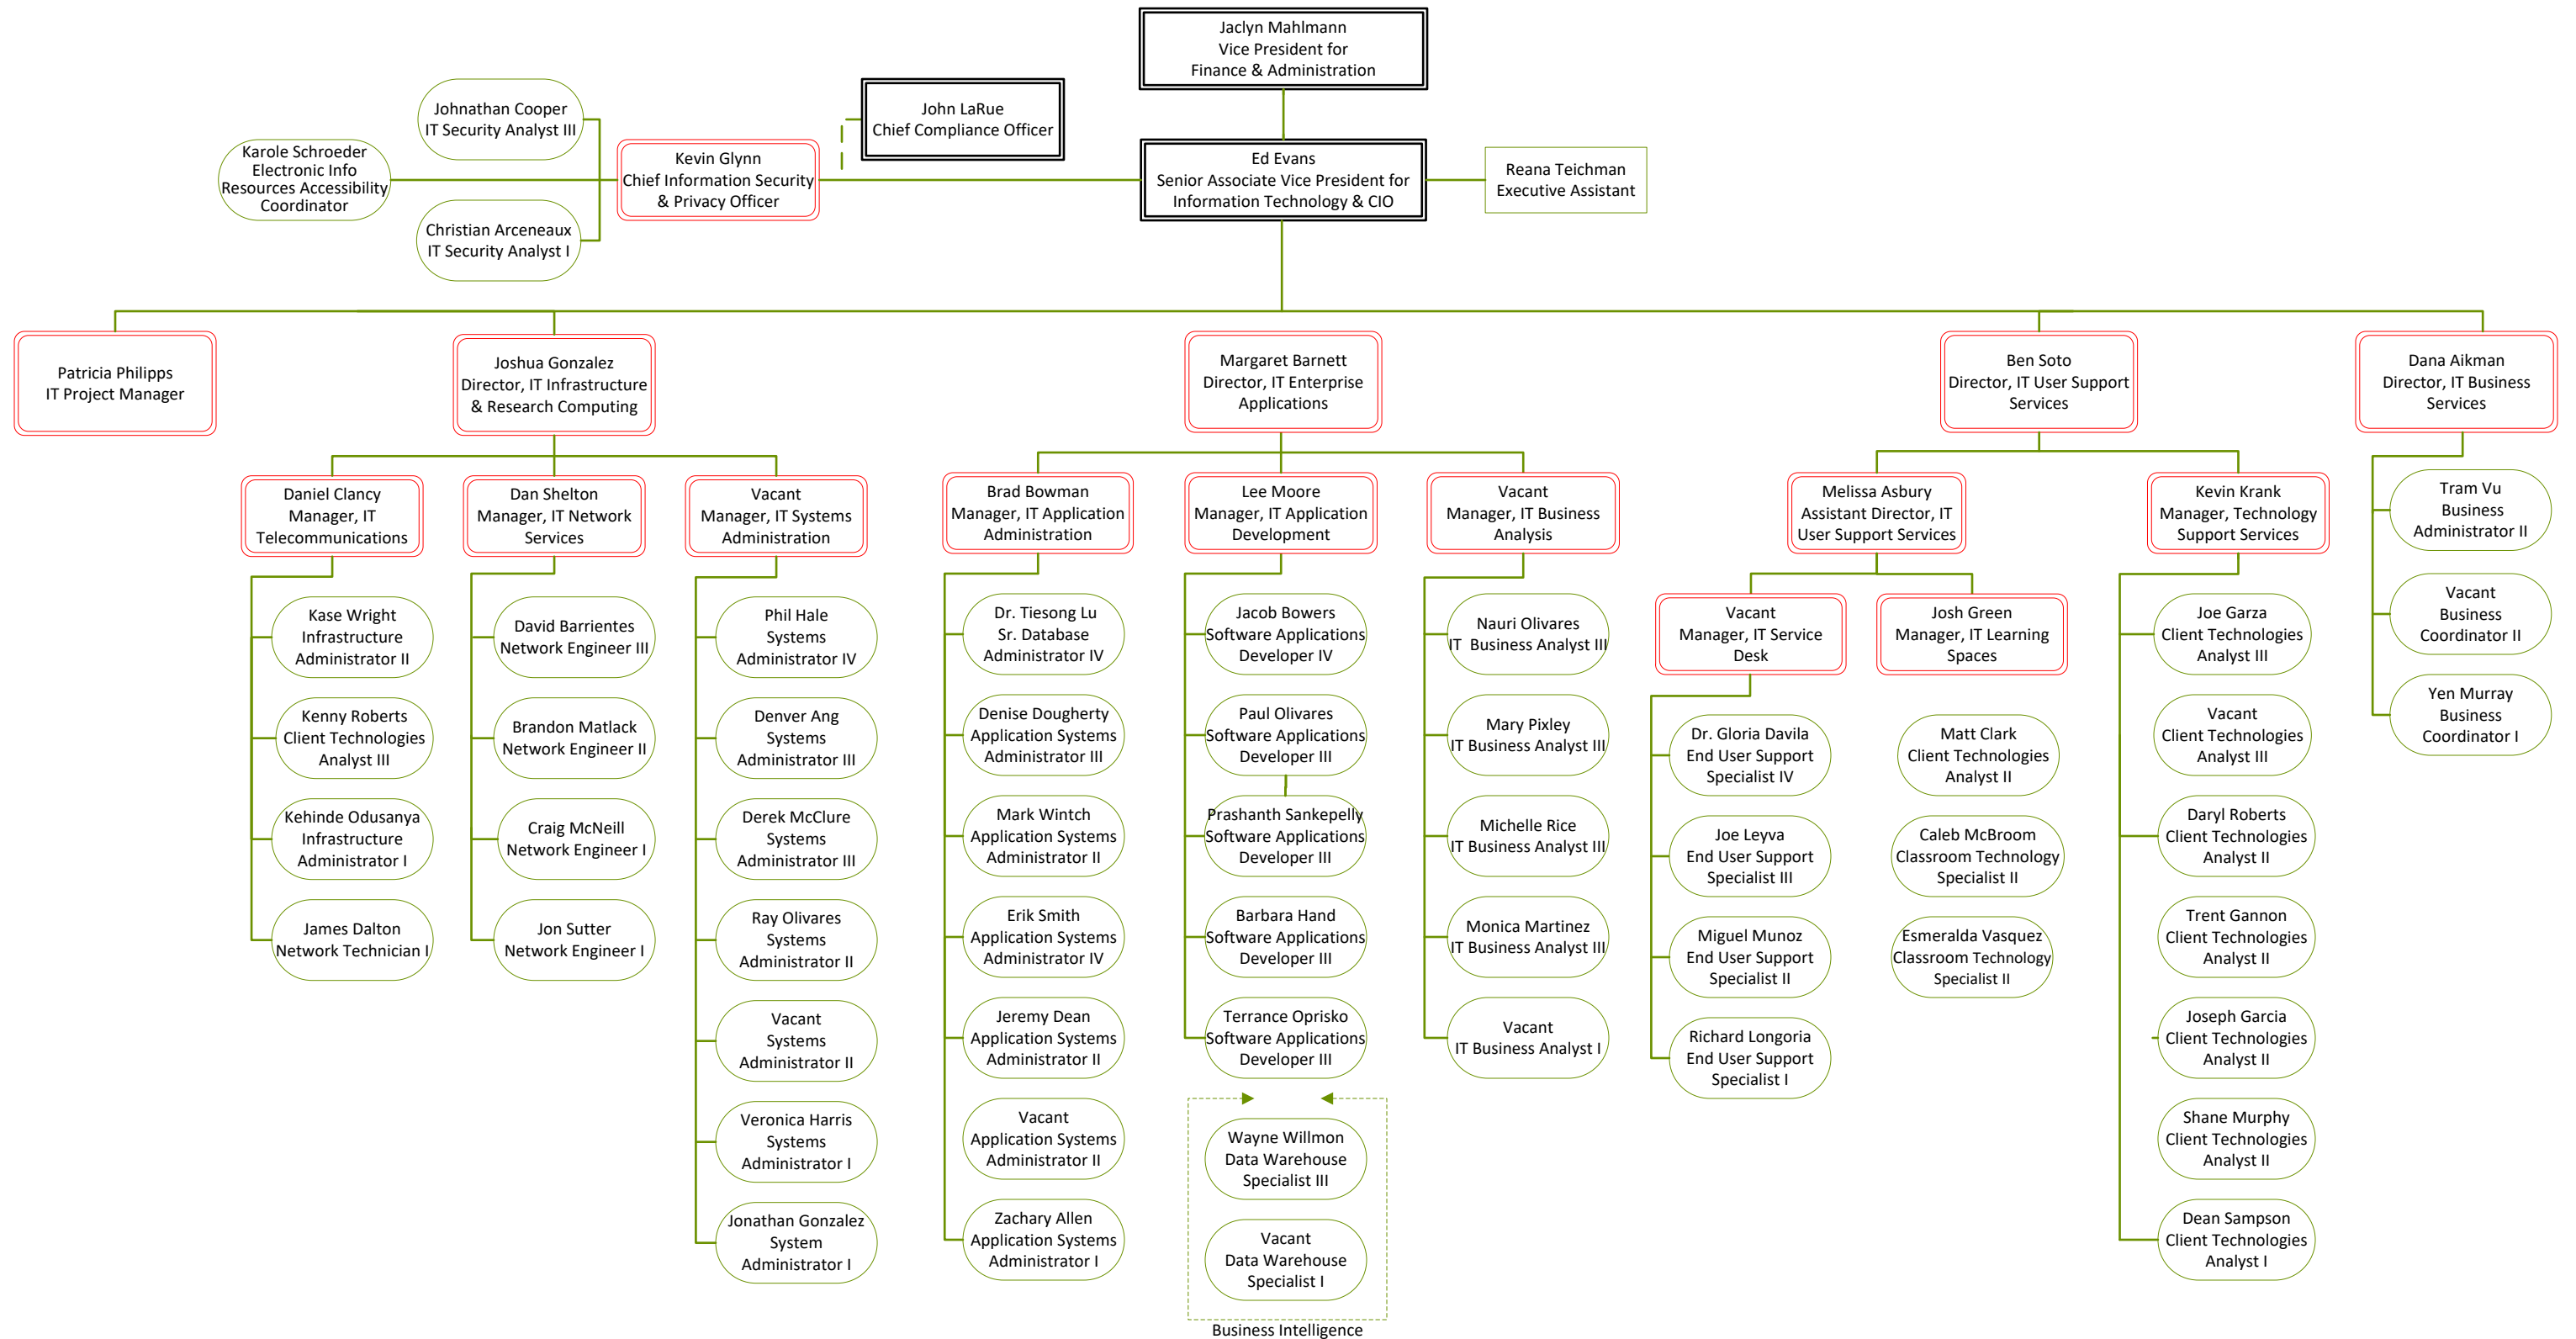 Jaclyn Mahlmann
Vice President for
Finance & Administration
Johnathan Cooper
IT Security Analyst III
John LaRue
Chief Compliance Officer
Karole Schroeder
Electronic Info
Resources Accessibility
Coordinator
Kevin Glynn
Chief Information Security
& Privacy Officer
Ed Evans
Senior Associate Vice President for
Information Technology & CIO
Reana Teichman
Executive Assistant
Christian Arceneaux
IT Security Analyst I
Patricia Philipps
IT Project Manager
Joshua Gonzalez
Director, IT Infrastructure
& Research Computing
Margaret Barnett
Director, IT Enterprise
Applications
Ben Soto
Director, IT User Support
Services
Dana Aikman
Director, IT Business
Services
Daniel Clancy
Manager, IT
Telecommunications
Dan Shelton
Manager, IT Network
Services
Vacant
Manager, IT Systems
Administration
Brad Bowman
Manager, IT Application
Administration
Lee Moore
Manager, IT Application
Development
Vacant
Manager, IT Business
Analysis
Melissa Asbury
Assistant Director, IT
User Support Services
Kevin Krank
Manager, Technology
Support Services
Tram Vu
Business
Administrator II
Vacant
Business
Coordinator II
Yen Murray
Business
Coordinator I
Kase Wright
Infrastructure
Administrator II
Kenny Roberts
Client Technologies
Analyst III
Kehinde Odusanya
Infrastructure
Administrator I
James Dalton
Network Technician I
David Barrientes
Network Engineer III
Brandon Matlack
Network Engineer II
Craig McNeill
Network Engineer I
Jon Sutter
Network Engineer I
Phil Hale
Systems
Administrator IV
Denver Ang
Systems
Administrator III
Derek McClure
Systems
Administrator III
Ray Olivares
Systems
Administrator II
Vacant
Systems
Administrator II
Veronica Harris
Systems
Administrator I
Jonathan Gonzalez
System
Administrator I
Dr. Tiesong Lu
Sr. Database
Administrator IV
Denise Dougherty
Application Systems
Administrator III
Mark Wintch
Application Systems
Administrator II
Erik Smith
Application Systems
Administrator IV
Jeremy Dean
Application Systems
Administrator II
Vacant
Application Systems
Administrator II
Zachary Allen
Application Systems
Administrator I
Jacob Bowers
Software Applications
Developer IV
Paul Olivares
Software Applications
Developer III
Prashanth Sankepelly
Software Applications
Developer III
Barbara Hand
Software Applications
Developer III
Terrance Oprisko
Software Applications
Developer III
Wayne Willmon
Data Warehouse
Specialist III
Vacant
Data Warehouse
Specialist I
Business Intelligence
Nauri Olivares
IT Business Analyst III
Mary Pixley
IT Business Analyst III
Michelle Rice
IT Business Analyst III
Monica Martinez
IT Business Analyst III
Vacant
IT Business Analyst I
Vacant
Manager, IT Service
Desk
Josh Green
Manager, IT Learning
Spaces
Dr. Gloria Davila
End User Support
Specialist IV
Joe Leyva
End User Support
Specialist III
Miguel Munoz
End User Support
Specialist II
Richard Longoria
End User Support
Specialist I
Matt Clark
Client Technologies
Analyst II
Caleb McBroom
Classroom Technology
Specialist II
Esmeralda Vasquez
Classroom Technology
Specialist II
Joe Garza
Client Technologies
Analyst III
Vacant
Client Technologies
Analyst III
Daryl Roberts
Client Technologies
Analyst II
Trent Gannon
Client Technologies
Analyst II
Joseph Garcia
Client Technologies
Analyst II
Shane Murphy
Client Technologies
Analyst II
Dean Sampson
Client Technologies
Analyst I